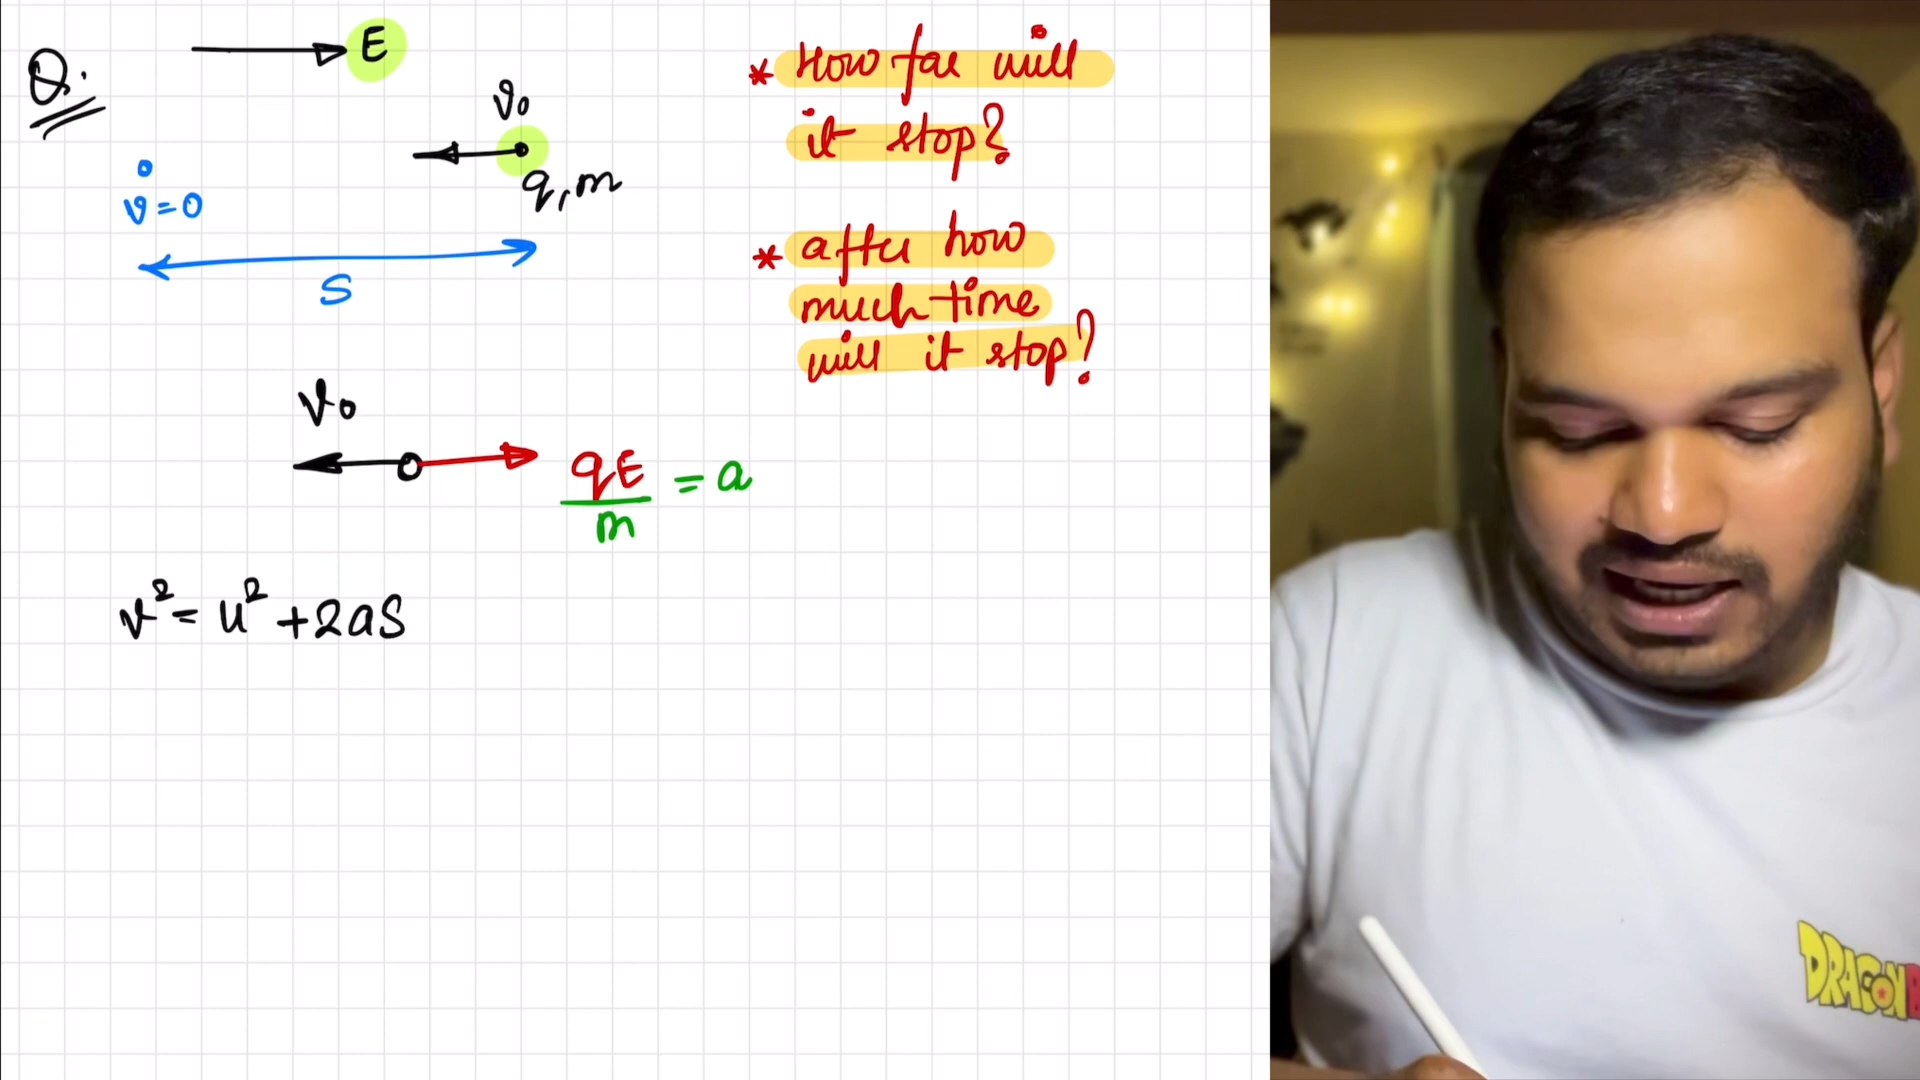 Q.
E
v₀
q, m
v = 0
S
* How far will
it stop?
* after how
much time
will it stop?
v₀
qE/m = a
v² = u² + 2aS
DRAGON